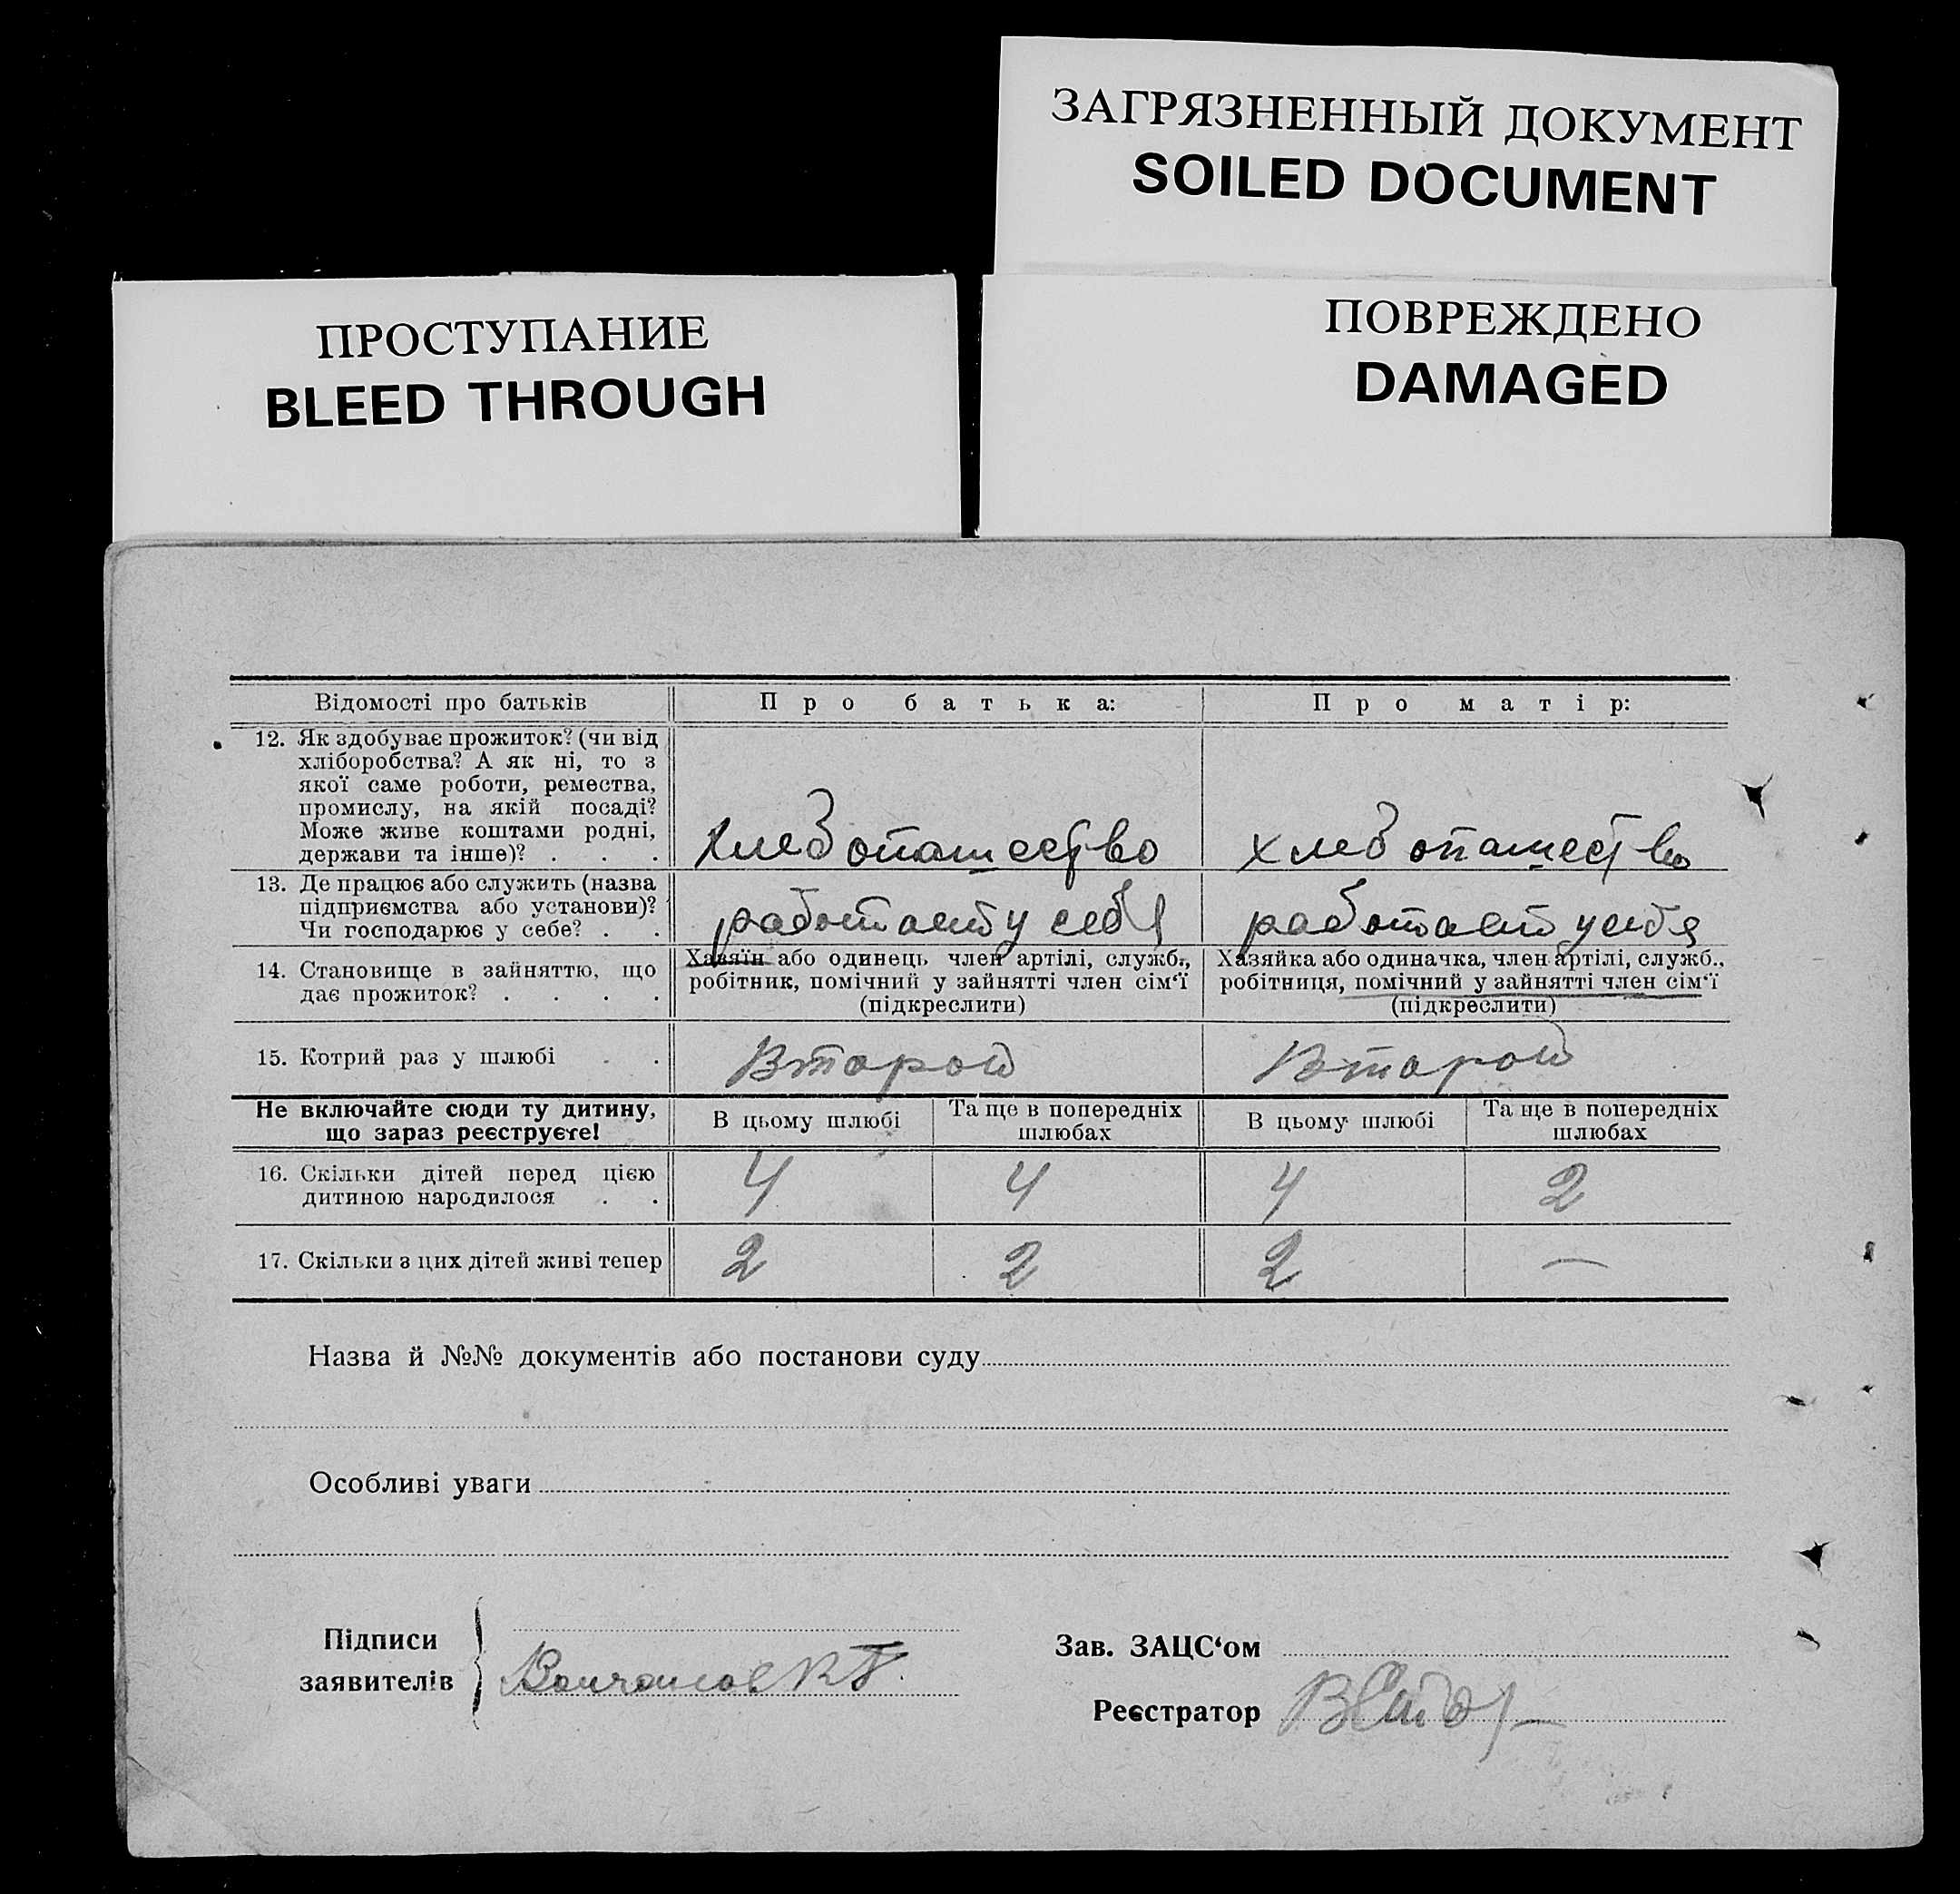 ЗАГРЯЗНЕННЫЙ ДОКУМЕНТ
SOILED DOCUMENT
ПРОСТУПАНИЕ
BLEED THROUGH
ПОВРЕЖДЕНО
DAMAGED
Відомості про батьків
Про батька:
Про матір:
12. Як здобуває прожиток? (чи від
хліборобства? А як ні, то з
якої саме роботи, ремества,
промислу, на якій посаді?
Може живе коштами родні,
держави та інше)? . . .
Хлебопашество
хлебопашество
13. Де працює або служить (назва
підприємства або установи)?
Чи господарює у себе? . .
работает у себя
работает у себя
14. Становище в зайняттю, що
дає прожиток? . . . .
Хазяїн або одинець член артілі, служб.,
робітник, помічний у зайнятті член сім‘ї
(підкреслити)
Хазяйка або одиначка, член артілі, служб.,
робітниця, помічний у зайнятті член сім‘ї
(підкреслити)
15. Котрий раз у шлюбі . .
Второй
Второй
Не включайте сюди ту дитину,
що зараз реєструєте!
В цьому шлюбі
Та ще в попередніх
шлюбах
В цьому шлюбі
Та ще в попередніх
шлюбах
16. Скільки дітей перед цією
дитиною народилося . .
4
4
4
2
17. Скільки з цих дітей живі тепер
2
2
2
—
Назва й №№ документів або постанови суду
Особливі уваги
Підписи
заявителів
Зав. ЗАЦС‘ом
Реєстратор